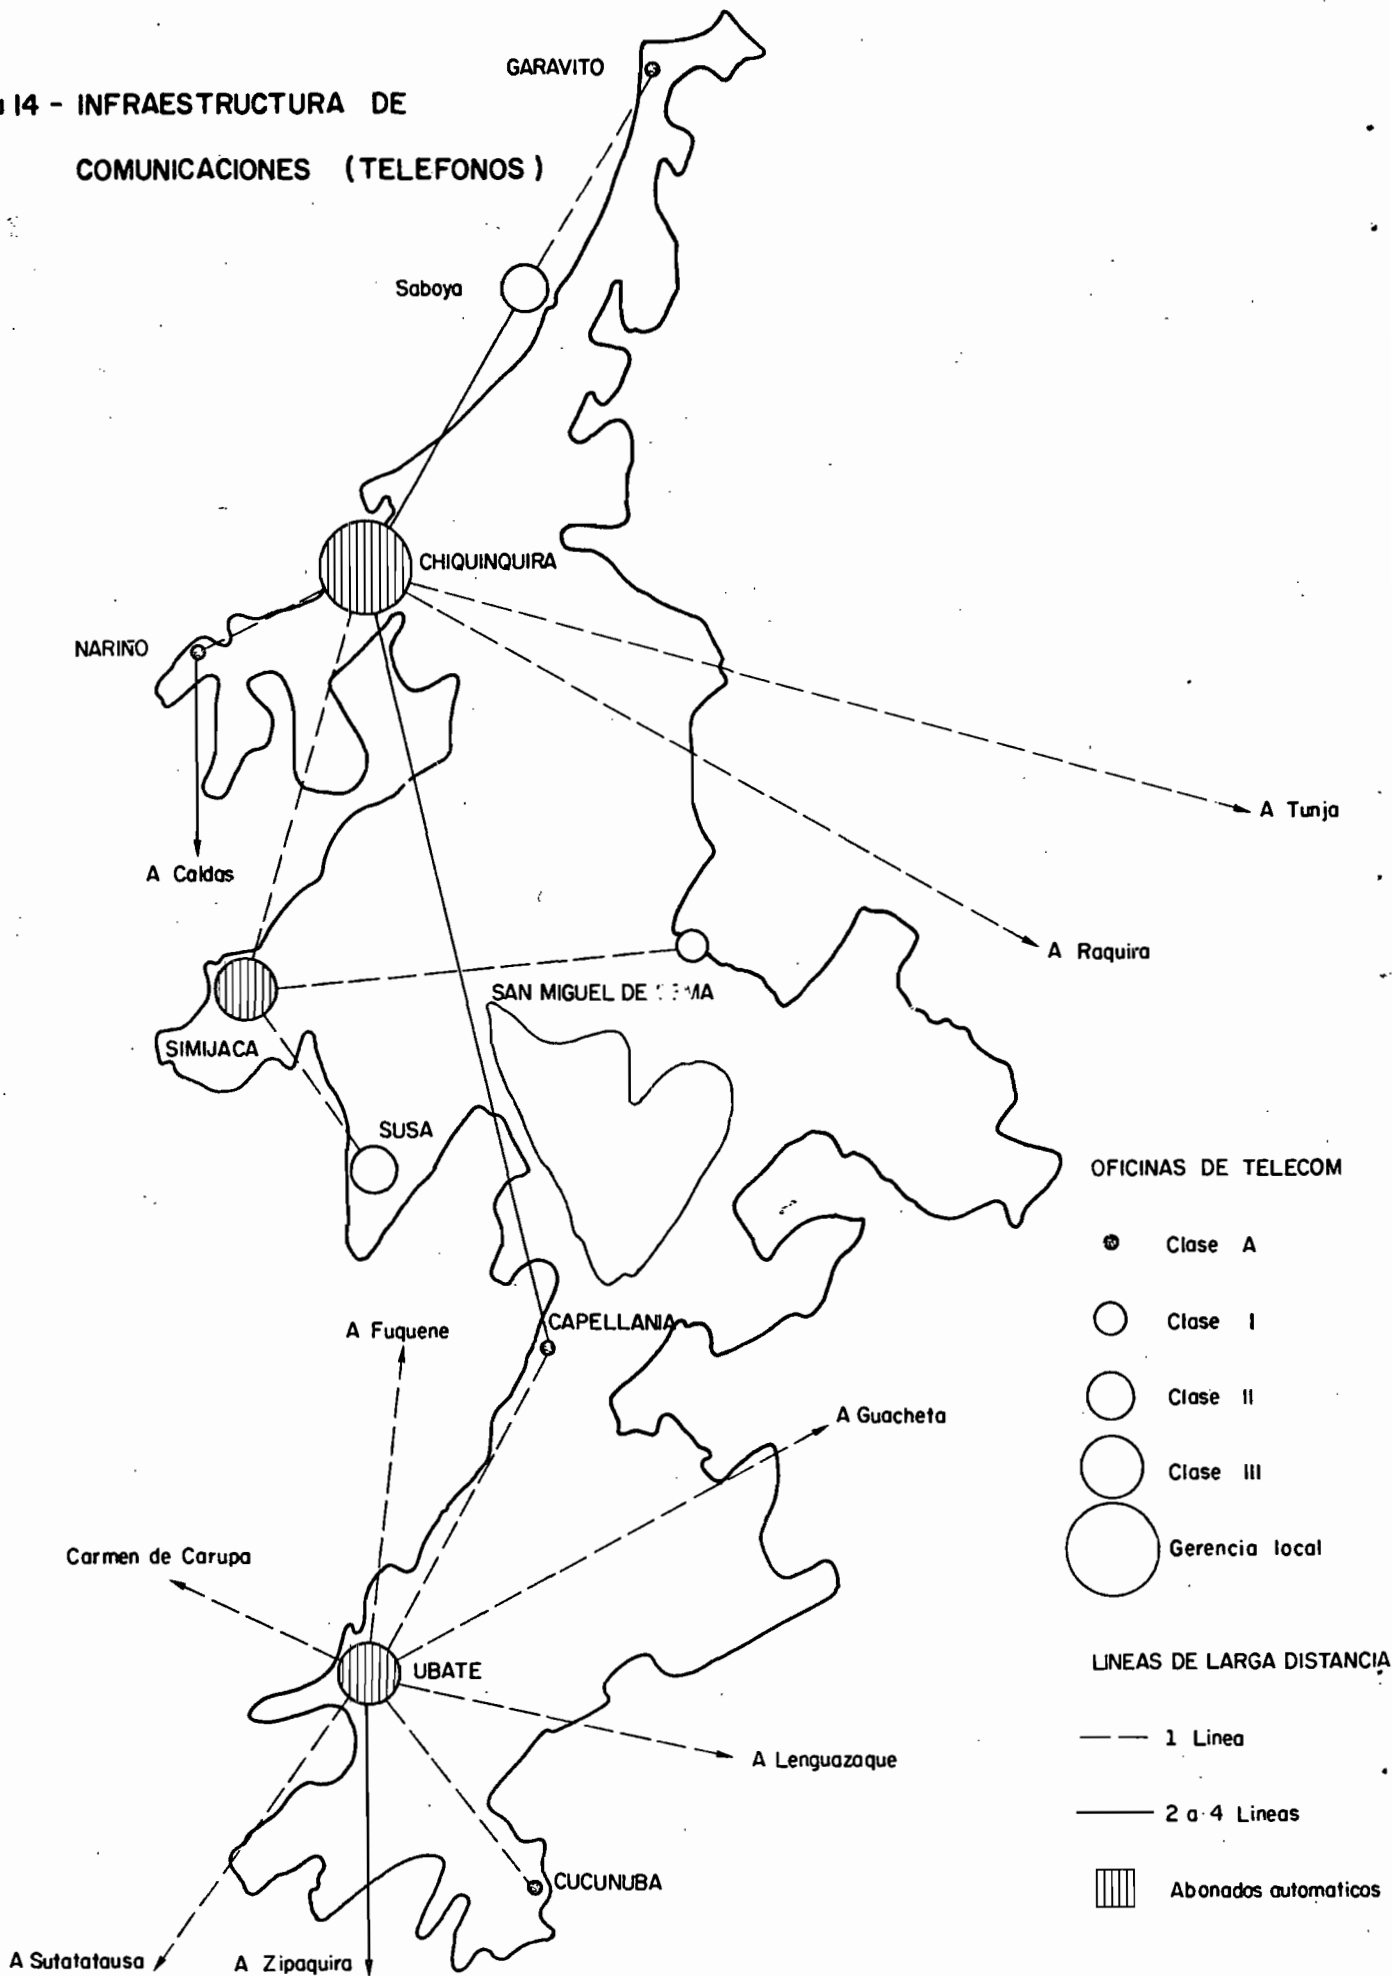 14 - INFRAESTRUCTURA DE
COMUNICACIONES (TELEFONOS)
GARAVITO
Saboya
CHIQUINQUIRA
NARIÑO
A Tunja
A Caldas
A Raquira
SAN MIGUEL DE
SIMIJACA
SUSA
OFICINAS DE TELECOM
Clase A
Clase I
Clase II
Clase III
Gerencia local
CAPELLANIA
A Fuquene
A Guacheta
Carmen de Carupa
UBATE
LINEAS DE LARGA DISTANCIA
1 Linea
A Lenguazaque
2 a 4 Lineas
CUCUNUBA
Abonados automaticos
A Sutatatausa
A Zipaquira